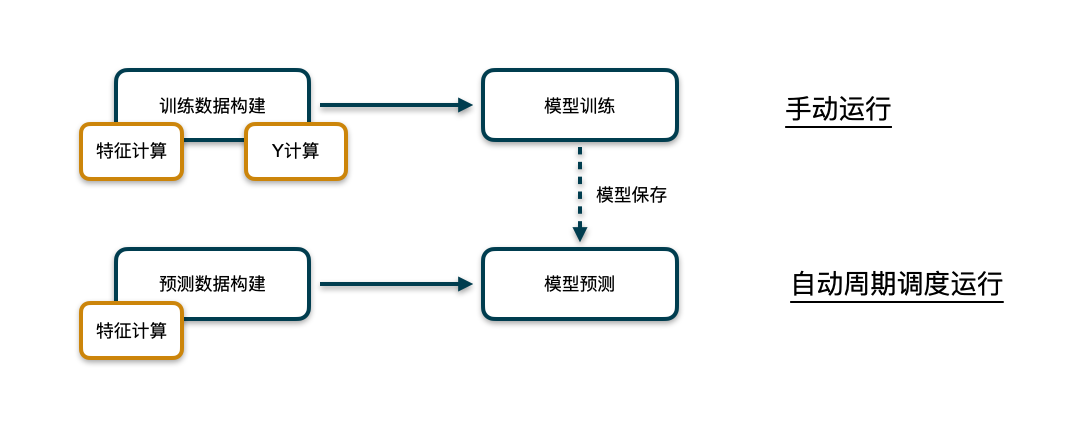 训练数据构建
模型训练
手动运行
特征计算
Y计算
模型保存
预测数据构建
模型预测
自动周期调度运行
特征计算